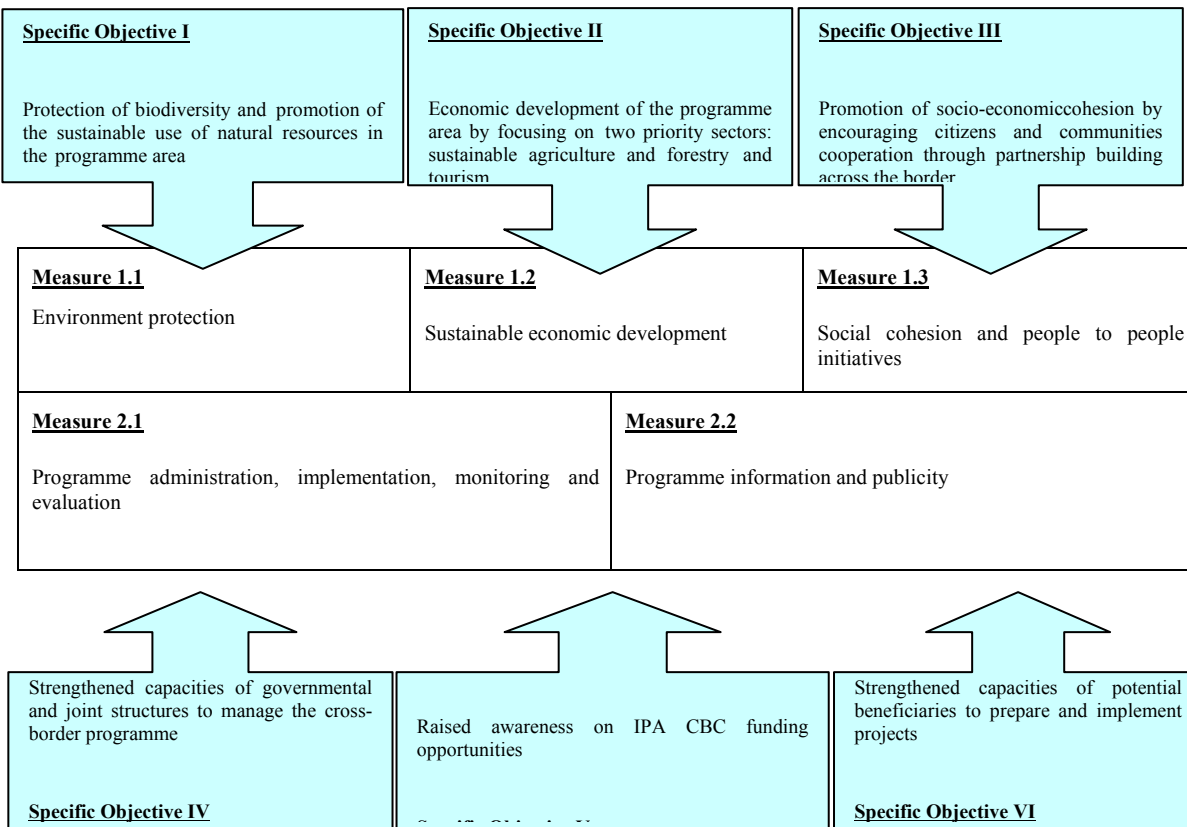 Specific Objective I
Protection of biodiversity and promotion of
the sustainable use of natural resources in
the programme area
Specific Objective II
Economic development of the programme
area by focusing on two priority sectors:
sustainable agriculture and forestry and
tourism
Specific Objective III
Promotion of socio-economiccohesion by
encouraging citizens and communities
cooperation through partnership building
across the border
Measure 1.1
Environment protection
Measure 1.2
Sustainable economic development
Measure 1.3
Social cohesion and people to people
initiatives
Measure 2.1
Programme administration, implementation, monitoring and
evaluation
Measure 2.2
Programme information and publicity
Strengthened capacities of governmental
and joint structures to manage the cross-
border programme
Specific Objective IV
Raised awareness on IPA CBC funding
opportunities
Specific Objective V
Strengthened capacities of potential
beneficiaries to prepare and implement
projects
Specific Objective VI